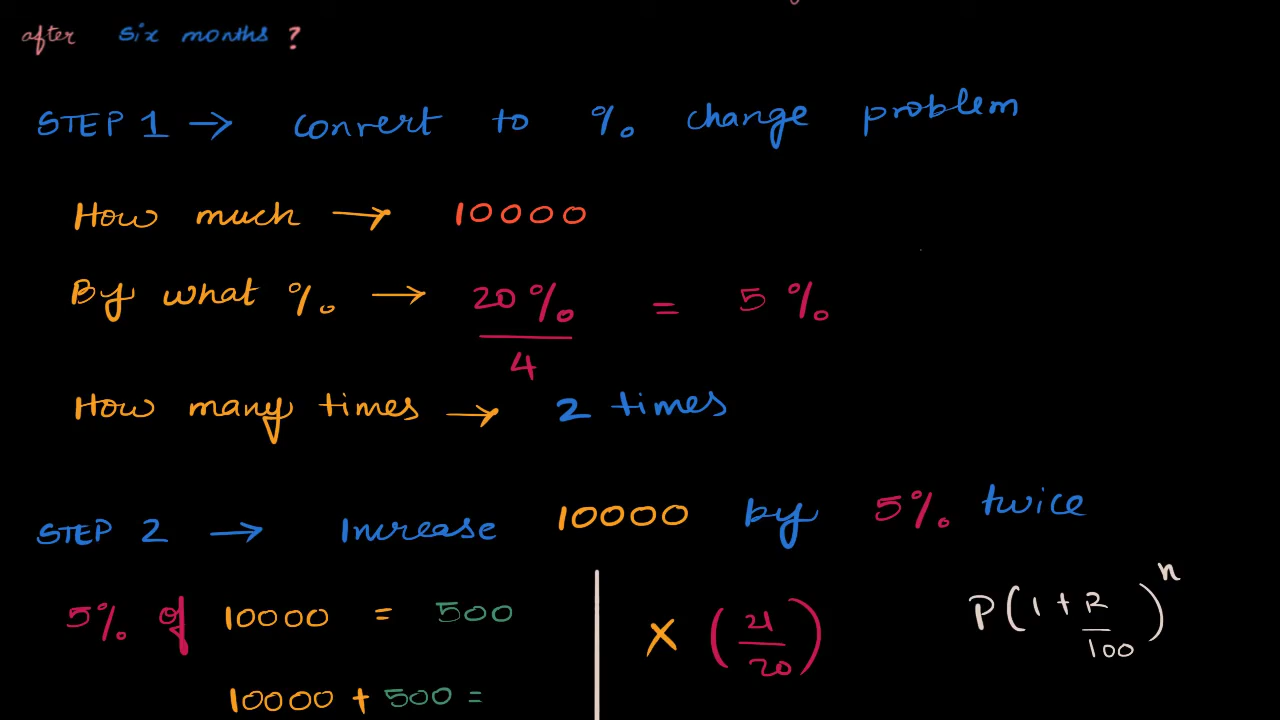 after six months ?
STEP 1 → Convert to % change problem
How much → 10000
By what % → 20% / 4 = 5 %
How many times → 2 times
STEP 2 → Increase 10000 by 5% twice
5% of 10000 = 500
10000 + 500 =
× (21/20)
P(1 + R/100)^n